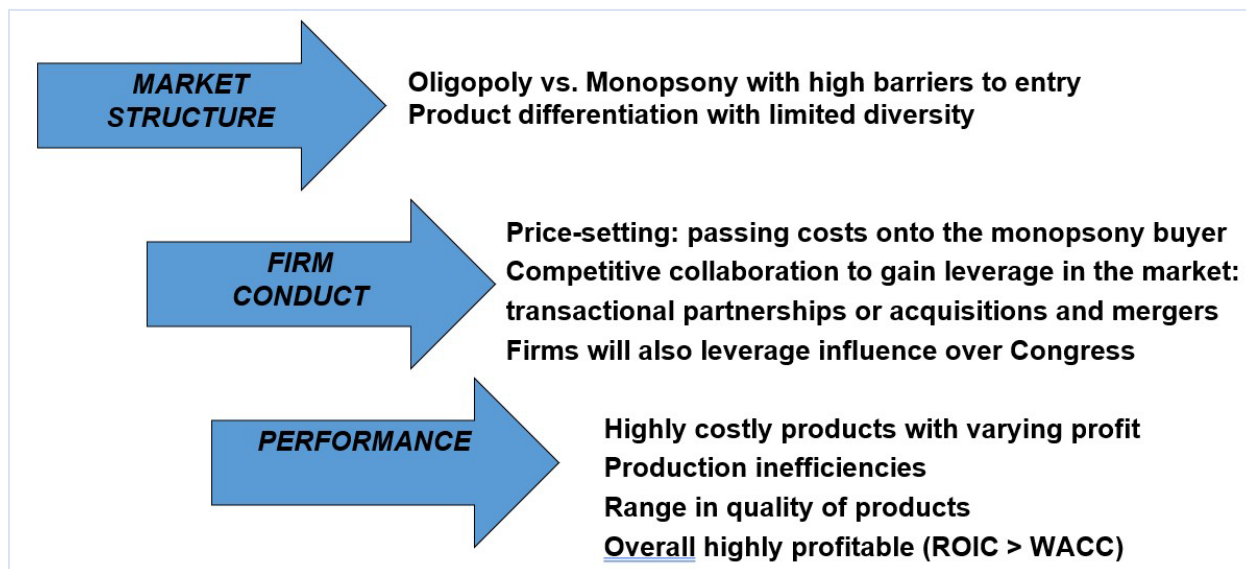 MARKET
STRUCTURE
Oligopoly vs. Monopsony with high barriers to entry
Product differentiation with limited diversity
FIRM
CONDUCT
Price-setting: passing costs onto the monopsony buyer
Competitive collaboration to gain leverage in the market:
transactional partnerships or acquisitions and mergers
Firms will also leverage influence over Congress
PERFORMANCE
Highly costly products with varying profit
Production inefficiencies
Range in quality of products
Overall highly profitable (ROIC > WACC)